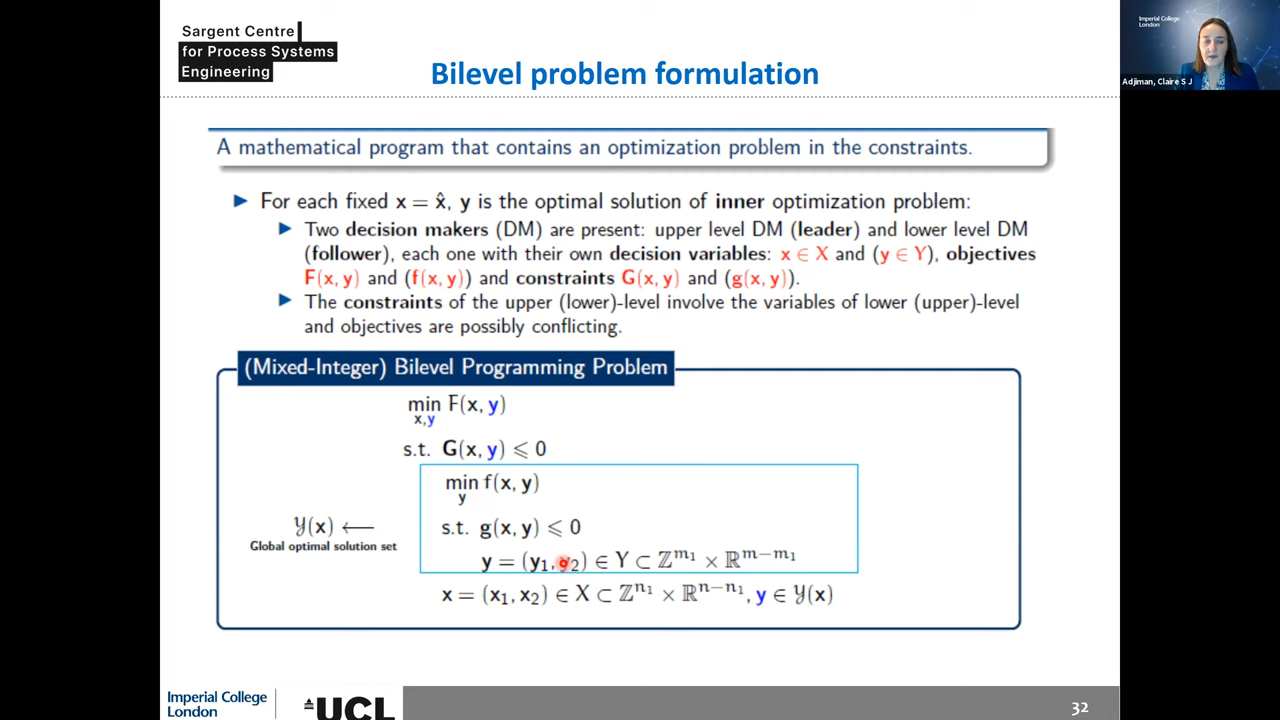 Sargent Centre
for Process Systems
Engineering
Bilevel problem formulation
Imperial College
London
Adjiman, Claire S J
A mathematical program that contains an optimization problem in the constraints.
For each fixed x = x̂, y is the optimal solution of inner optimization problem:
Two decision makers (DM) are present: upper level DM (leader) and lower level DM
(follower), each one with their own decision variables: x ∈ X and (y ∈ Y), objectives
F(x, y) and (f(x, y)) and constraints G(x, y) and (g(x, y)).
The constraints of the upper (lower)-level involve the variables of lower (upper)-level
and objectives are possibly conflicting.
(Mixed-Integer) Bilevel Programming Problem
min F(x, y)
x,y
s.t. G(x, y) ⩽ 0
min f(x, y)
y
s.t. g(x, y) ⩽ 0
𝒴(x) ⟵
Global optimal solution set
y = (y₁, y₂) ∈ Y ⊂ ℤ^m₁ × ℝ^m−m₁
x = (x₁, x₂) ∈ X ⊂ ℤ^n₁ × ℝ^n−n₁, y ∈ 𝒴(x)
Imperial College
London
UCL
32